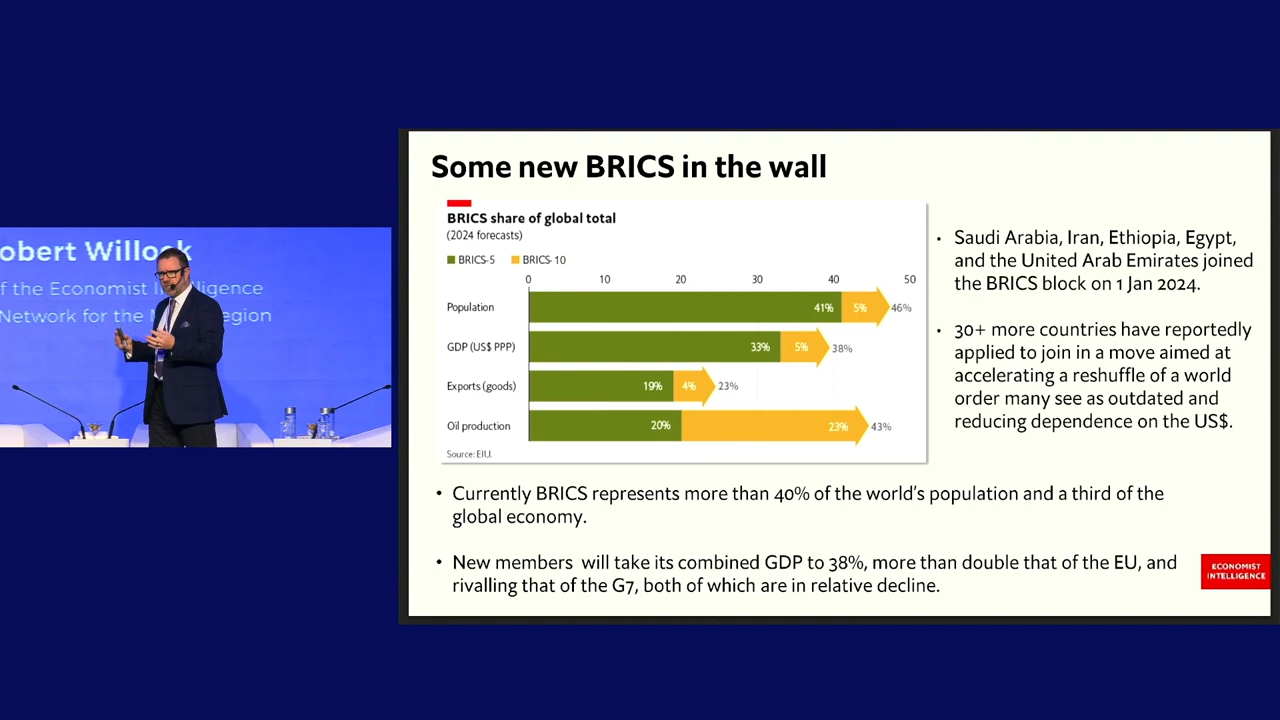 obert Willock
f the Economist Intelligence
Network for the M egion
Some new BRICS in the wall
BRICS share of global total
(2024 forecasts)
BRICS-5 BRICS- 10
0 10 20 30 40 50
Population 41% 5% 46%
GDP (US$ PPP) 33% 5% 38%
Exports (goods) 19% 4% 23%
Oil production 20% 23% 43%
Source: EIU.
• Saudi Arabia, Iran, Ethiopia, Egypt,
and the United Arab Emirates joined
the BRICS block on 1 Jan 2024.
• 30+ more countries have reportedly
applied to join in a move aimed at
accelerating a reshuffle of a world
order many see as outdated and
reducing dependence on the US$.
• Currently BRICS represents more than 40% of the world's population and a third of the
global economy.
• New members will take its combined GDP to 38%, more than double that of the EU, and
rivalling that of the G7, both of which are in relative decline.
ECONOMIST
INTELLIGENCE